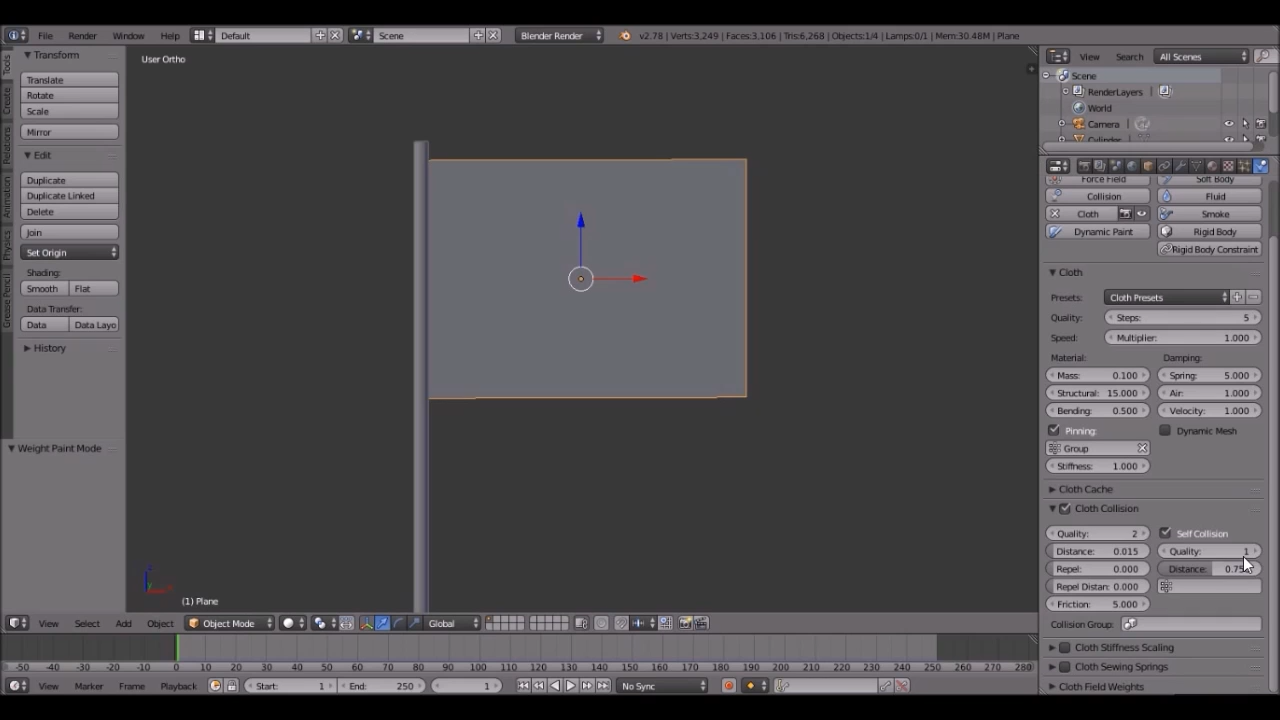 File Render Window Help Default Scene Blender Render v2.78 | Verts:3,249 | Faces:3,106 | Tris:6,268 | Objects:1/4 | Lamps:0/1 | Mem:30.48M | Plane
Tools
Create
Relations
Animation
Physics
Grease Pencil
Transform
Translate
Rotate
Scale
Mirror
Edit
Duplicate
Duplicate Linked
Delete
Join
Set Origin
Shading:
Smooth Flat
Data Transfer:
Data Data Layo
History
Weight Paint Mode
User Ortho
(1) Plane
View Select Add Object Object Mode Global
-50 -40 -30 -20 -10 0 10 20 30 40 50 60 70 80 90 100 110 120 130 140 150 160 170 180 190 200 210 220 230 240 250 260 270 280
View Marker Frame Playback Start: 1 End: 250 1 No Sync
View Search All Scenes
Scene
RenderLayers |
World
Camera
Cylinder
Force Field Soft Body
Collision Fluid
Cloth Smoke
Dynamic Paint Rigid Body
Rigid Body Constraint
Cloth
Presets: Cloth Presets
Quality: Steps: 5
Speed: Multiplier: 1.000
Material: Damping:
Mass: 0.100 Spring: 5.000
Structural: 15.000 Air: 1.000
Bending: 0.500 Velocity: 1.000
Pinning: Dynamic Mesh
Group
Stiffness: 1.000
Cloth Cache
Cloth Collision
Quality: 2 Self Collision
Distance: 0.015 Quality: 1
Repel: 0.000 Distance:
Repel Distan: 0.000
Friction: 5.000
Collision Group:
Cloth Stiffness Scaling
Cloth Sewing Springs
Cloth Field Weights